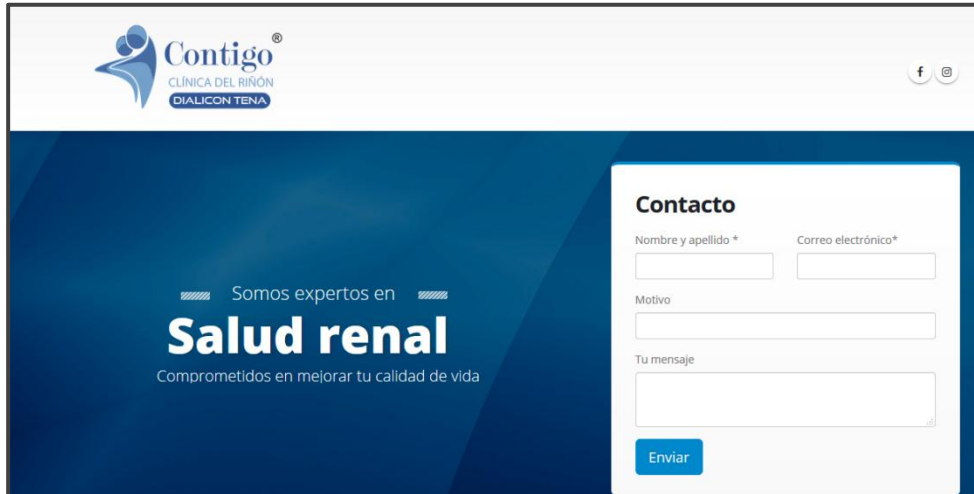 Contigo®
CLÍNICA DEL RIÑÓN
DIALICON TENA
Somos expertos en
Salud renal
Comprometidos en mejorar tu calidad de vida
Contacto
Nombre y apellido * Correo electrónico*
Motivo
Tu mensaje
Enviar